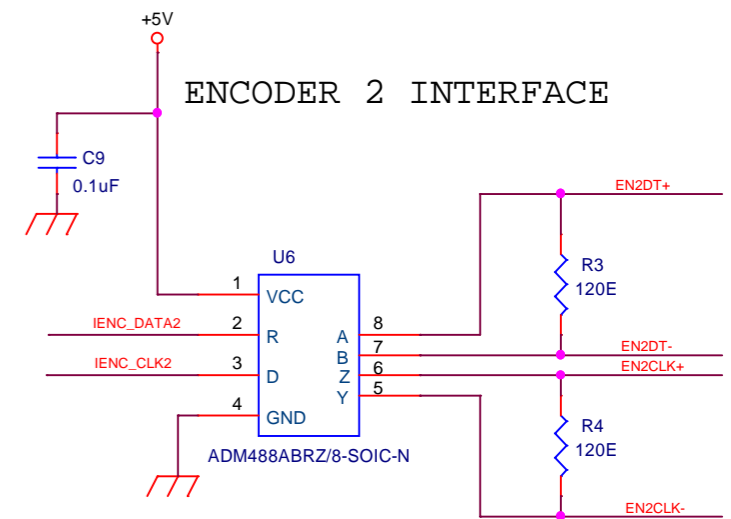 +5V
ENCODER 2 INTERFACE
C9
0.1uF
EN2DT+
U6
R3
120E
1
VCC
IENC_DATA2
2
R
A
8
B
7
EN2DT-
IENC_CLK2
3
D
Z
6
EN2CLK+
Y
5
4
GND
R4
120E
ADM488ABRZ/8-SOIC-N
EN2CLK-